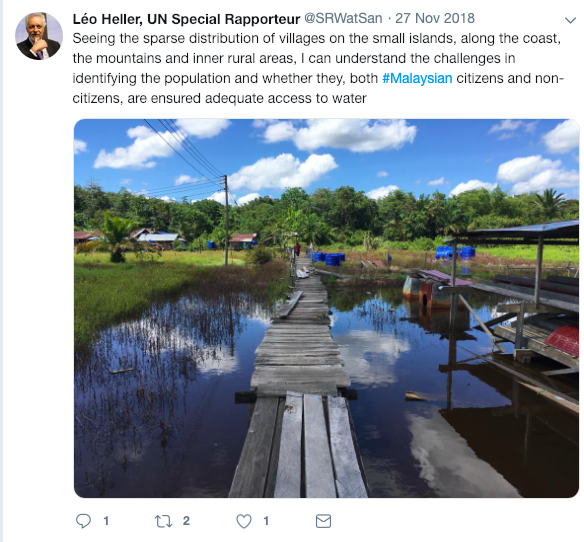 Léo Heller, UN Special Rapporteur @SRWatSan · 27 Nov 2018
Seeing the sparse distribution of villages on the small islands, along the coast,
the mountains and inner rural areas, I can understand the challenges in
identifying the population and whether they, both #Malaysian citizens and non-
citizens, are ensured adequate access to water
1 2 1